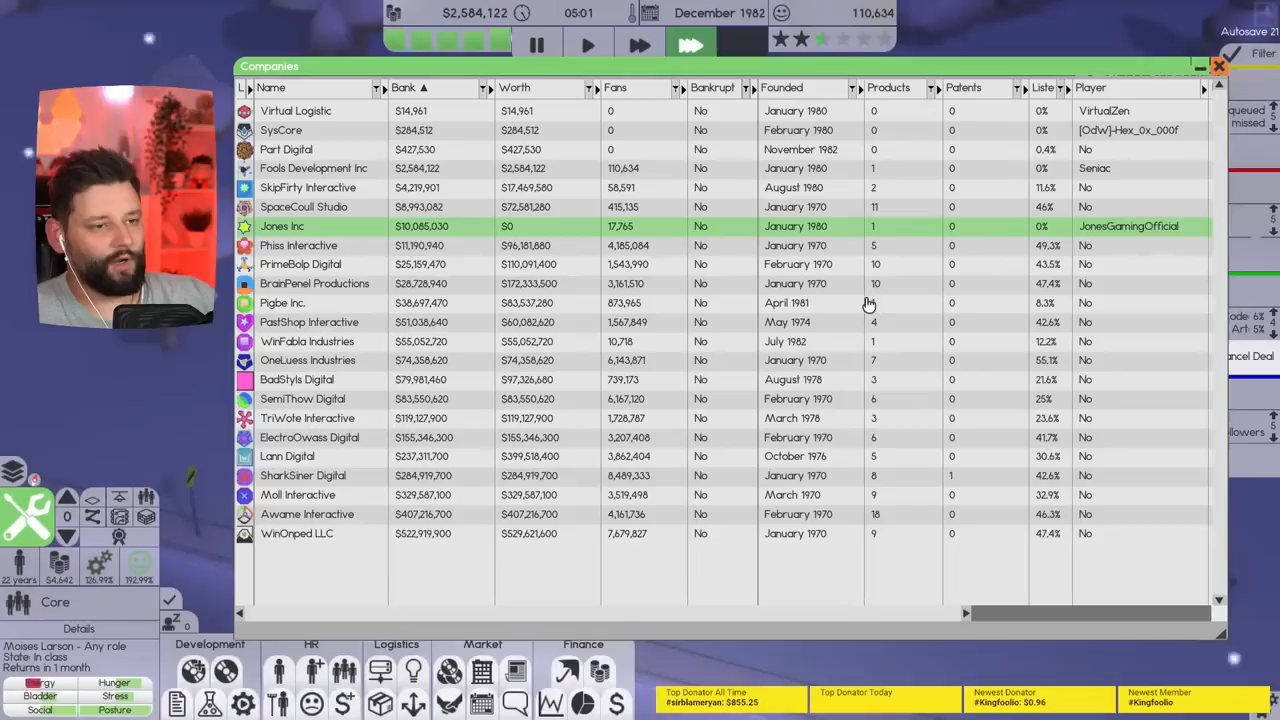 $2,584,122 05:01 December 1982 110,634
Autosave 21
Companies
Filter
L Name Bank ▲ Worth Fans Bankrupt Founded Products Patents Liste Player
Virtual Logistic $14,961 $14,961 0 No January 1980 0 0 0% VirtualZen
SysCore $284,512 $284,512 0 No February 1980 0 0 0% [OdW]-Hex_0x_000f
Part Digital $427,530 $427,530 0 No November 1982 0 0 0.4% No
Fools Development Inc $2,584,122 $2,584,122 110,634 No January 1980 1 0 0% Seniac
SkipFirty Interactive $4,219,901 $17,469,580 58,591 No August 1980 2 0 11.6% No
SpaceCoull Studio $8,993,082 $72,581,280 415,135 No January 1970 11 0 46% No
Jones Inc $10,085,030 $0 17,765 No January 1980 1 0 0% JonesGamingOfficial
Phiss Interactive $11,190,940 $96,181,880 4,185,084 No January 1970 5 0 49.3% No
PrimeBolp Digital $25,159,470 $110,091,400 1,543,990 No February 1970 10 0 43.5% No
BrainPenel Productions $28,728,940 $172,333,500 3,161,510 No January 1970 10 0 47.4% No
Pigbe Inc. $38,697,470 $83,537,280 873,965 No April 1981 0 8.3% No
PastShop Interactive $51,038,640 $60,082,620 1,567,849 No May 1974 4 0 42.6% No
WinFabla Industries $55,052,720 $55,052,720 10,718 No July 1982 1 0 12.2% No
OneLuess Industries $74,358,620 $74,358,620 6,143,871 No January 1970 7 0 55.1% No
BadStyls Digital $79,981,460 $97,326,680 739,173 No August 1978 3 0 21.6% No
SemiThow Digital $83,550,620 $83,550,620 6,167,120 No February 1970 6 0 25% No
TriWote Interactive $119,127,900 $119,127,900 1,728,787 No March 1978 3 0 23.6% No
ElectroOwass Digital $155,346,300 $155,346,300 3,207,408 No February 1970 6 0 41.7% No
Lann Digital $237,311,700 $399,518,400 3,862,404 No October 1976 5 0 30.6% No
SharkSiner Digital $284,919,700 $284,919,700 8,489,333 No January 1970 8 1 42.6% No
Moll Interactive $329,587,100 $329,587,100 3,519,498 No March 1970 9 0 32.9% No
Awame Interactive $407,216,700 $407,216,700 4,161,736 No February 1970 18 0 46.3% No
WinOnped LLC $522,919,900 $529,621,600 7,679,827 No January 1970 9 0 47.4% No
queued 5
missed
5
Code: 6% 4
Art: 5%
ancel Deal
ollowers 5
0
22 years $4,642 126.99% 192.99%
Core
Z 0
Details
Moises Larson - Any role
State: In class
Returns in 1 month
Energy Hunger
Bladder Stress
Social Posture
Development HR Logistics Market Finance
Top Donator All Time
#sirblameryan: $855.25
Top Donator Today
Newest Donator
#Kingfoolio: $0.96
Newest Member
#Kingfoolio